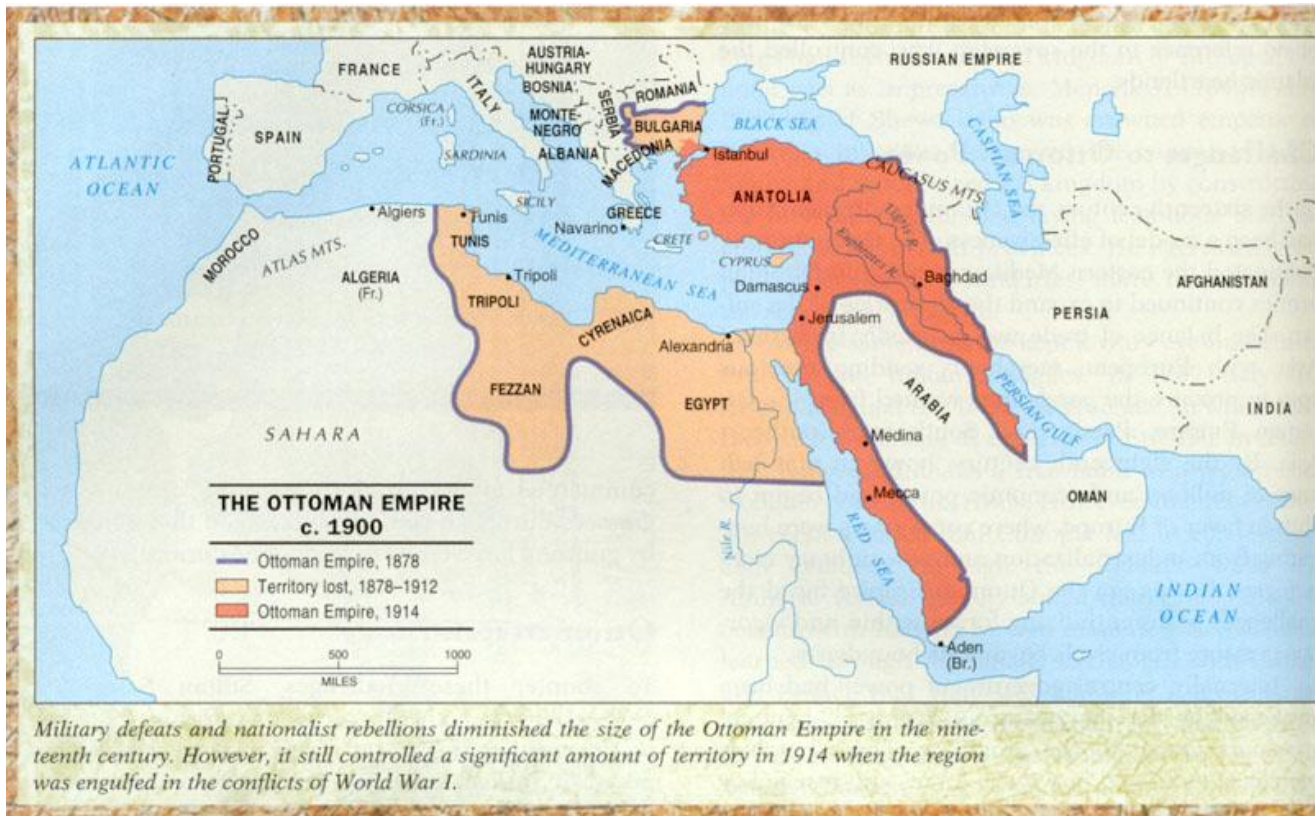 RUSSIAN EMPIRE
AUSTRIA-
HUNGARY
FRANCE
BOSNIA
ITALY
ROMANIA
SERBIA
CORSICA
(Fr.)
MONTE-
NEGRO
BULGARIA
BLACK SEA
CASPIAN SEA
PORTUGAL
SPAIN
ATLANTIC
OCEAN
SARDINIA
ALBANIA
MACEDONIA
Istanbul
CAUCASUS MTS.
ANATOLIA
SICILY
Algiers
Tunis
GREECE
Tigris R.
TUNIS
Navarino
CRETE
Euphrates R.
MOROCCO
ATLAS MTS.
MEDITERRANEAN SEA
CYPRUS
Baghdad
ALGERIA
(Fr.)
Tripoli
Damascus
AFGHANISTAN
TRIPOLI
Jerusalem
PERSIA
CYRENAICA
Alexandria
FEZZAN
EGYPT
ARABIA
PERSIAN GULF
INDIA
SAHARA
Medina
Mecca
OMAN
Nile R.
RED SEA
INDIAN
OCEAN
Aden
(Br.)
THE OTTOMAN EMPIRE
c. 1900
Ottoman Empire, 1878
Territory lost, 1878–1912
Ottoman Empire, 1914
0 500 1000
MILES
Military defeats and nationalist rebellions diminished the size of the Ottoman Empire in the nine-
teenth century. However, it still controlled a significant amount of territory in 1914 when the region
was engulfed in the conflicts of World War I.